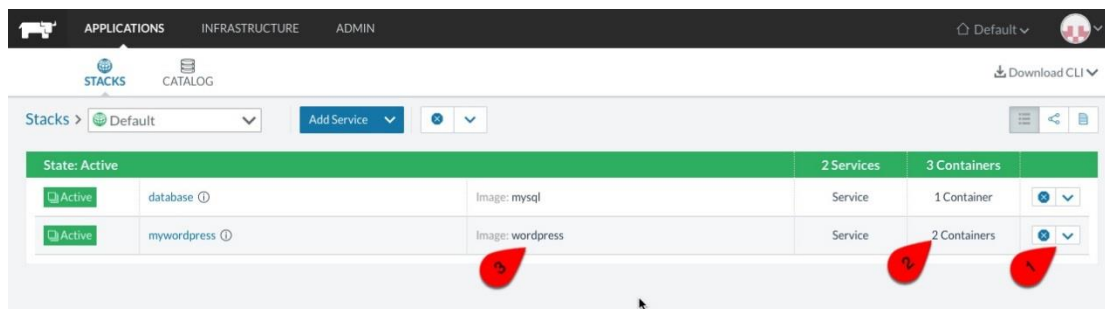 APPLICATIONS INFRASTRUCTURE ADMIN Default
STACKS CATALOG Download CLI
Stacks > Default Add Service
State: Active 2 Services 3 Containers
Active database Image: mysql Service 1 Container
Active mywordpress Image: wordpress Service 2 Containers
3 2 1